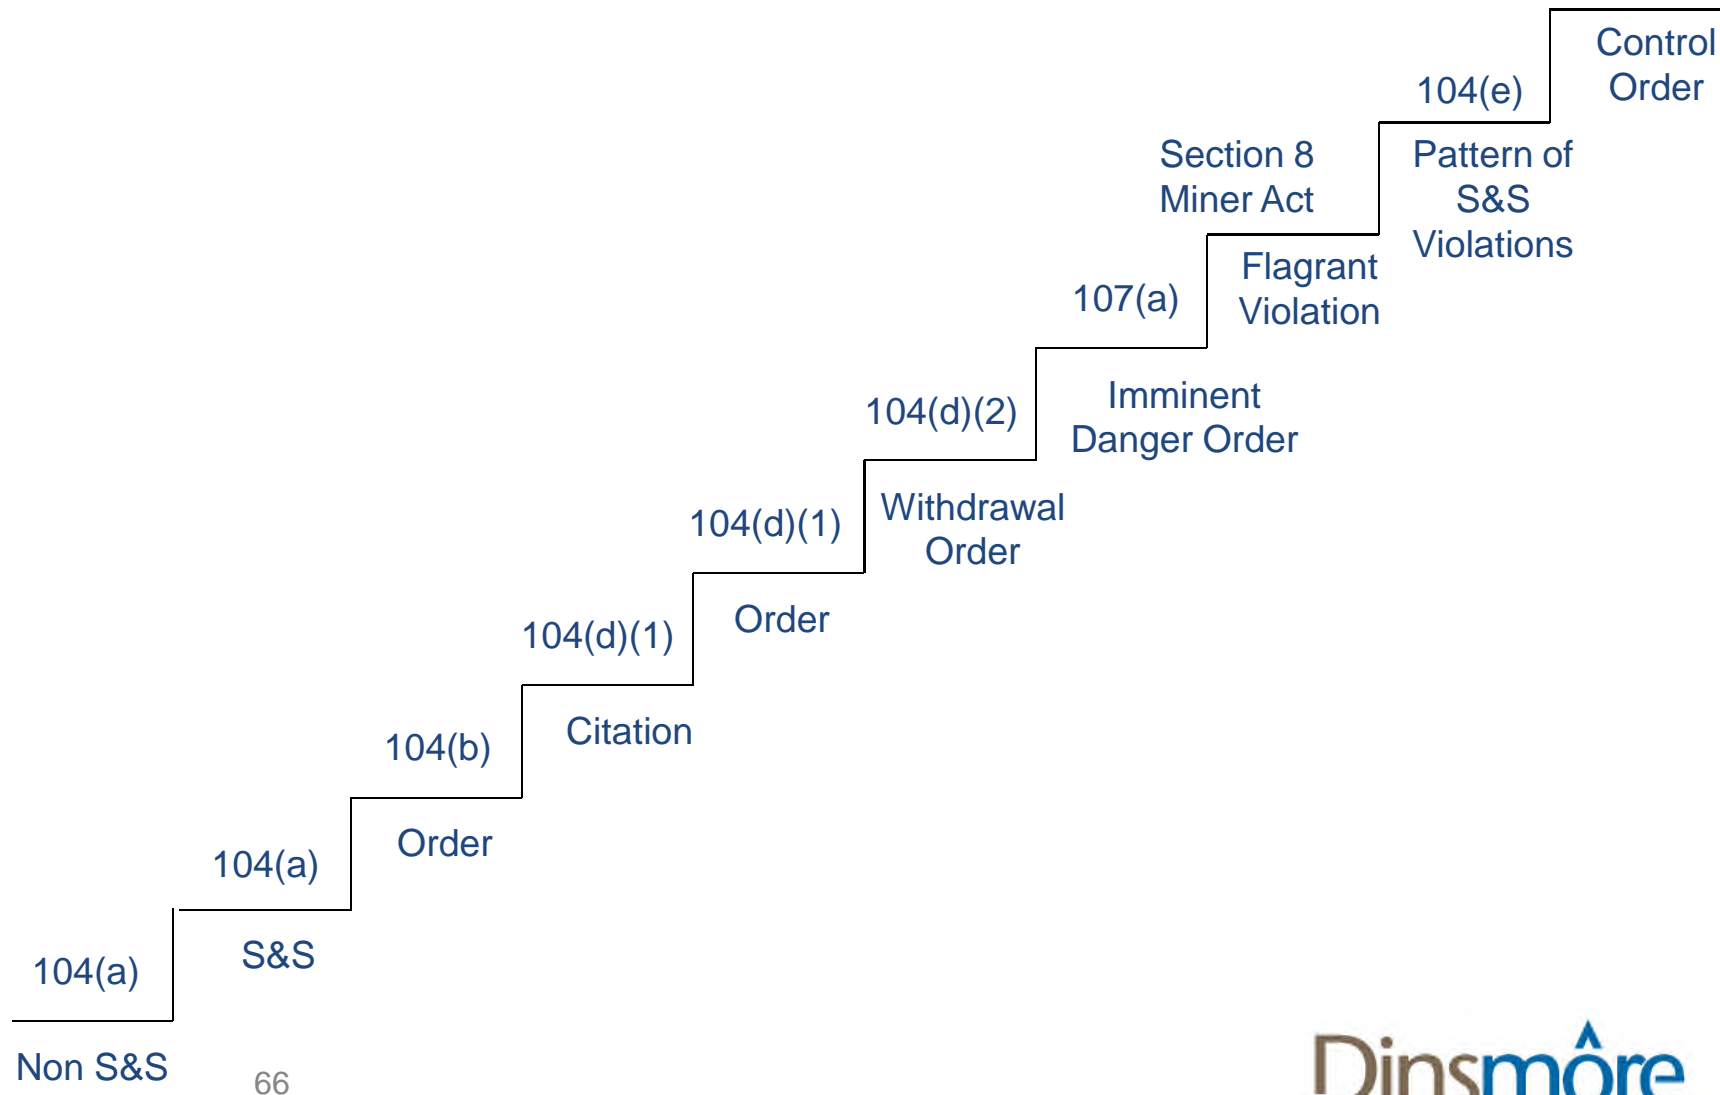 Control
Order
104(e)
Pattern of
S&S
Violations
Section 8
Miner Act
Flagrant
Violation
107(a)
Imminent
Danger Order
104(d)(2)
Withdrawal
Order
104(d)(1)
Order
104(d)(1)
Citation
104(b)
Order
104(a)
S&S
104(a)
Non S&S
66
Dinsmôre